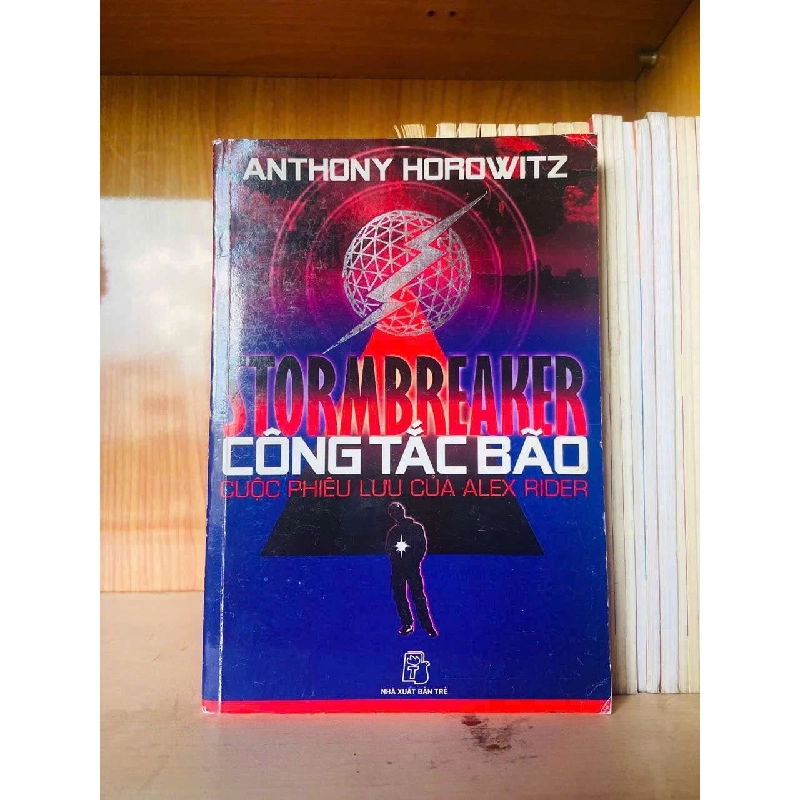 ANTHONY HOROWITZ
STORMBREAKER
CÔNG TẮC BÃO
CUỘC PHIÊU LƯU CỦA ALEX RIDER
NHÀ XUẤT BẢN TRẺ